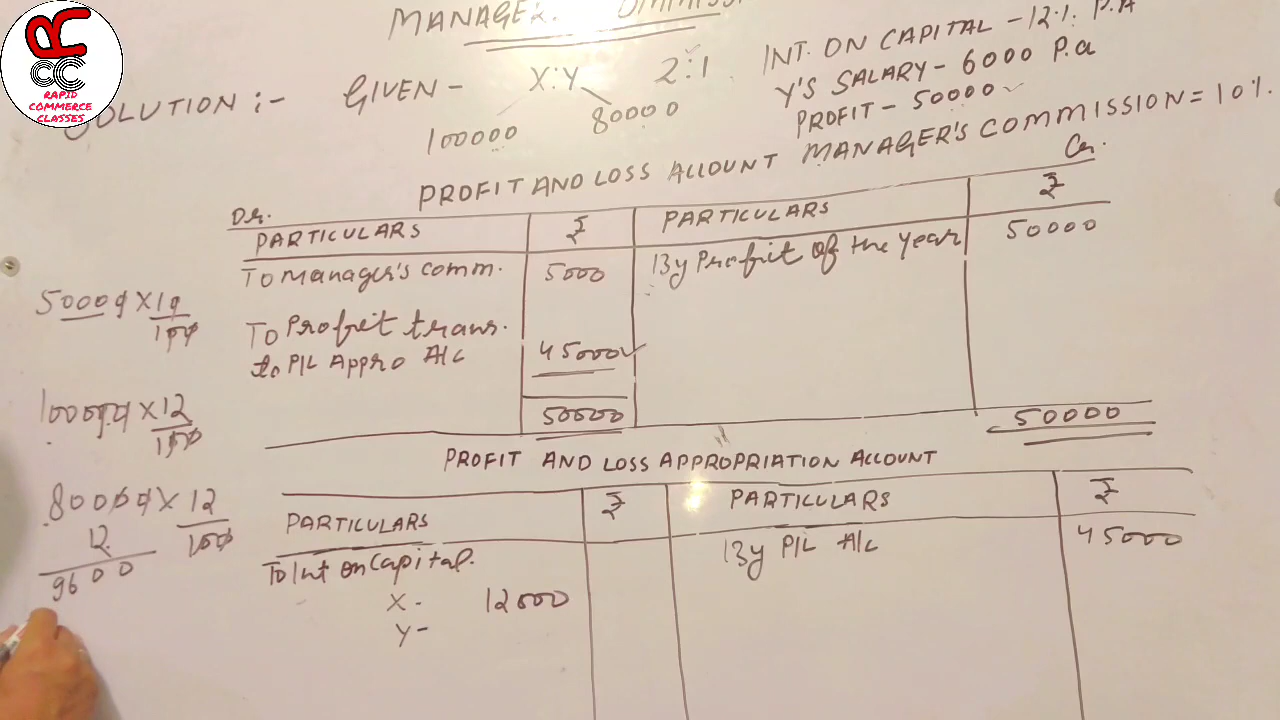 RAPID
COMMERCE
CLASSES
MANAGER'S COMMISS
SOLUTION :- GIVEN - X:Y 2:1
100000 80000
INT. ON CAPITAL - 12%. P.A
Y'S SALARY - 6000 P.a
PROFIT - 50000
MANAGER'S COMMISSION = 10%.
PROFIT AND LOSS ACCOUNT
Dr. Cr.
PARTICULARS ₹ PARTICULARS ₹
To Manager's comm. 5000 By Profit of the Year 50000
To Profit trans.
to P/L Appro A/C 45000
50000 50000
50000 X 10
100
100000 X 12
100
80000 X 12
100
12
9600
PROFIT AND LOSS APPROPRIATION ACCOUNT
PARTICULARS ₹ PARTICULARS ₹
To Int on Capital. By P/L A/C 45000
X - 12000
Y -